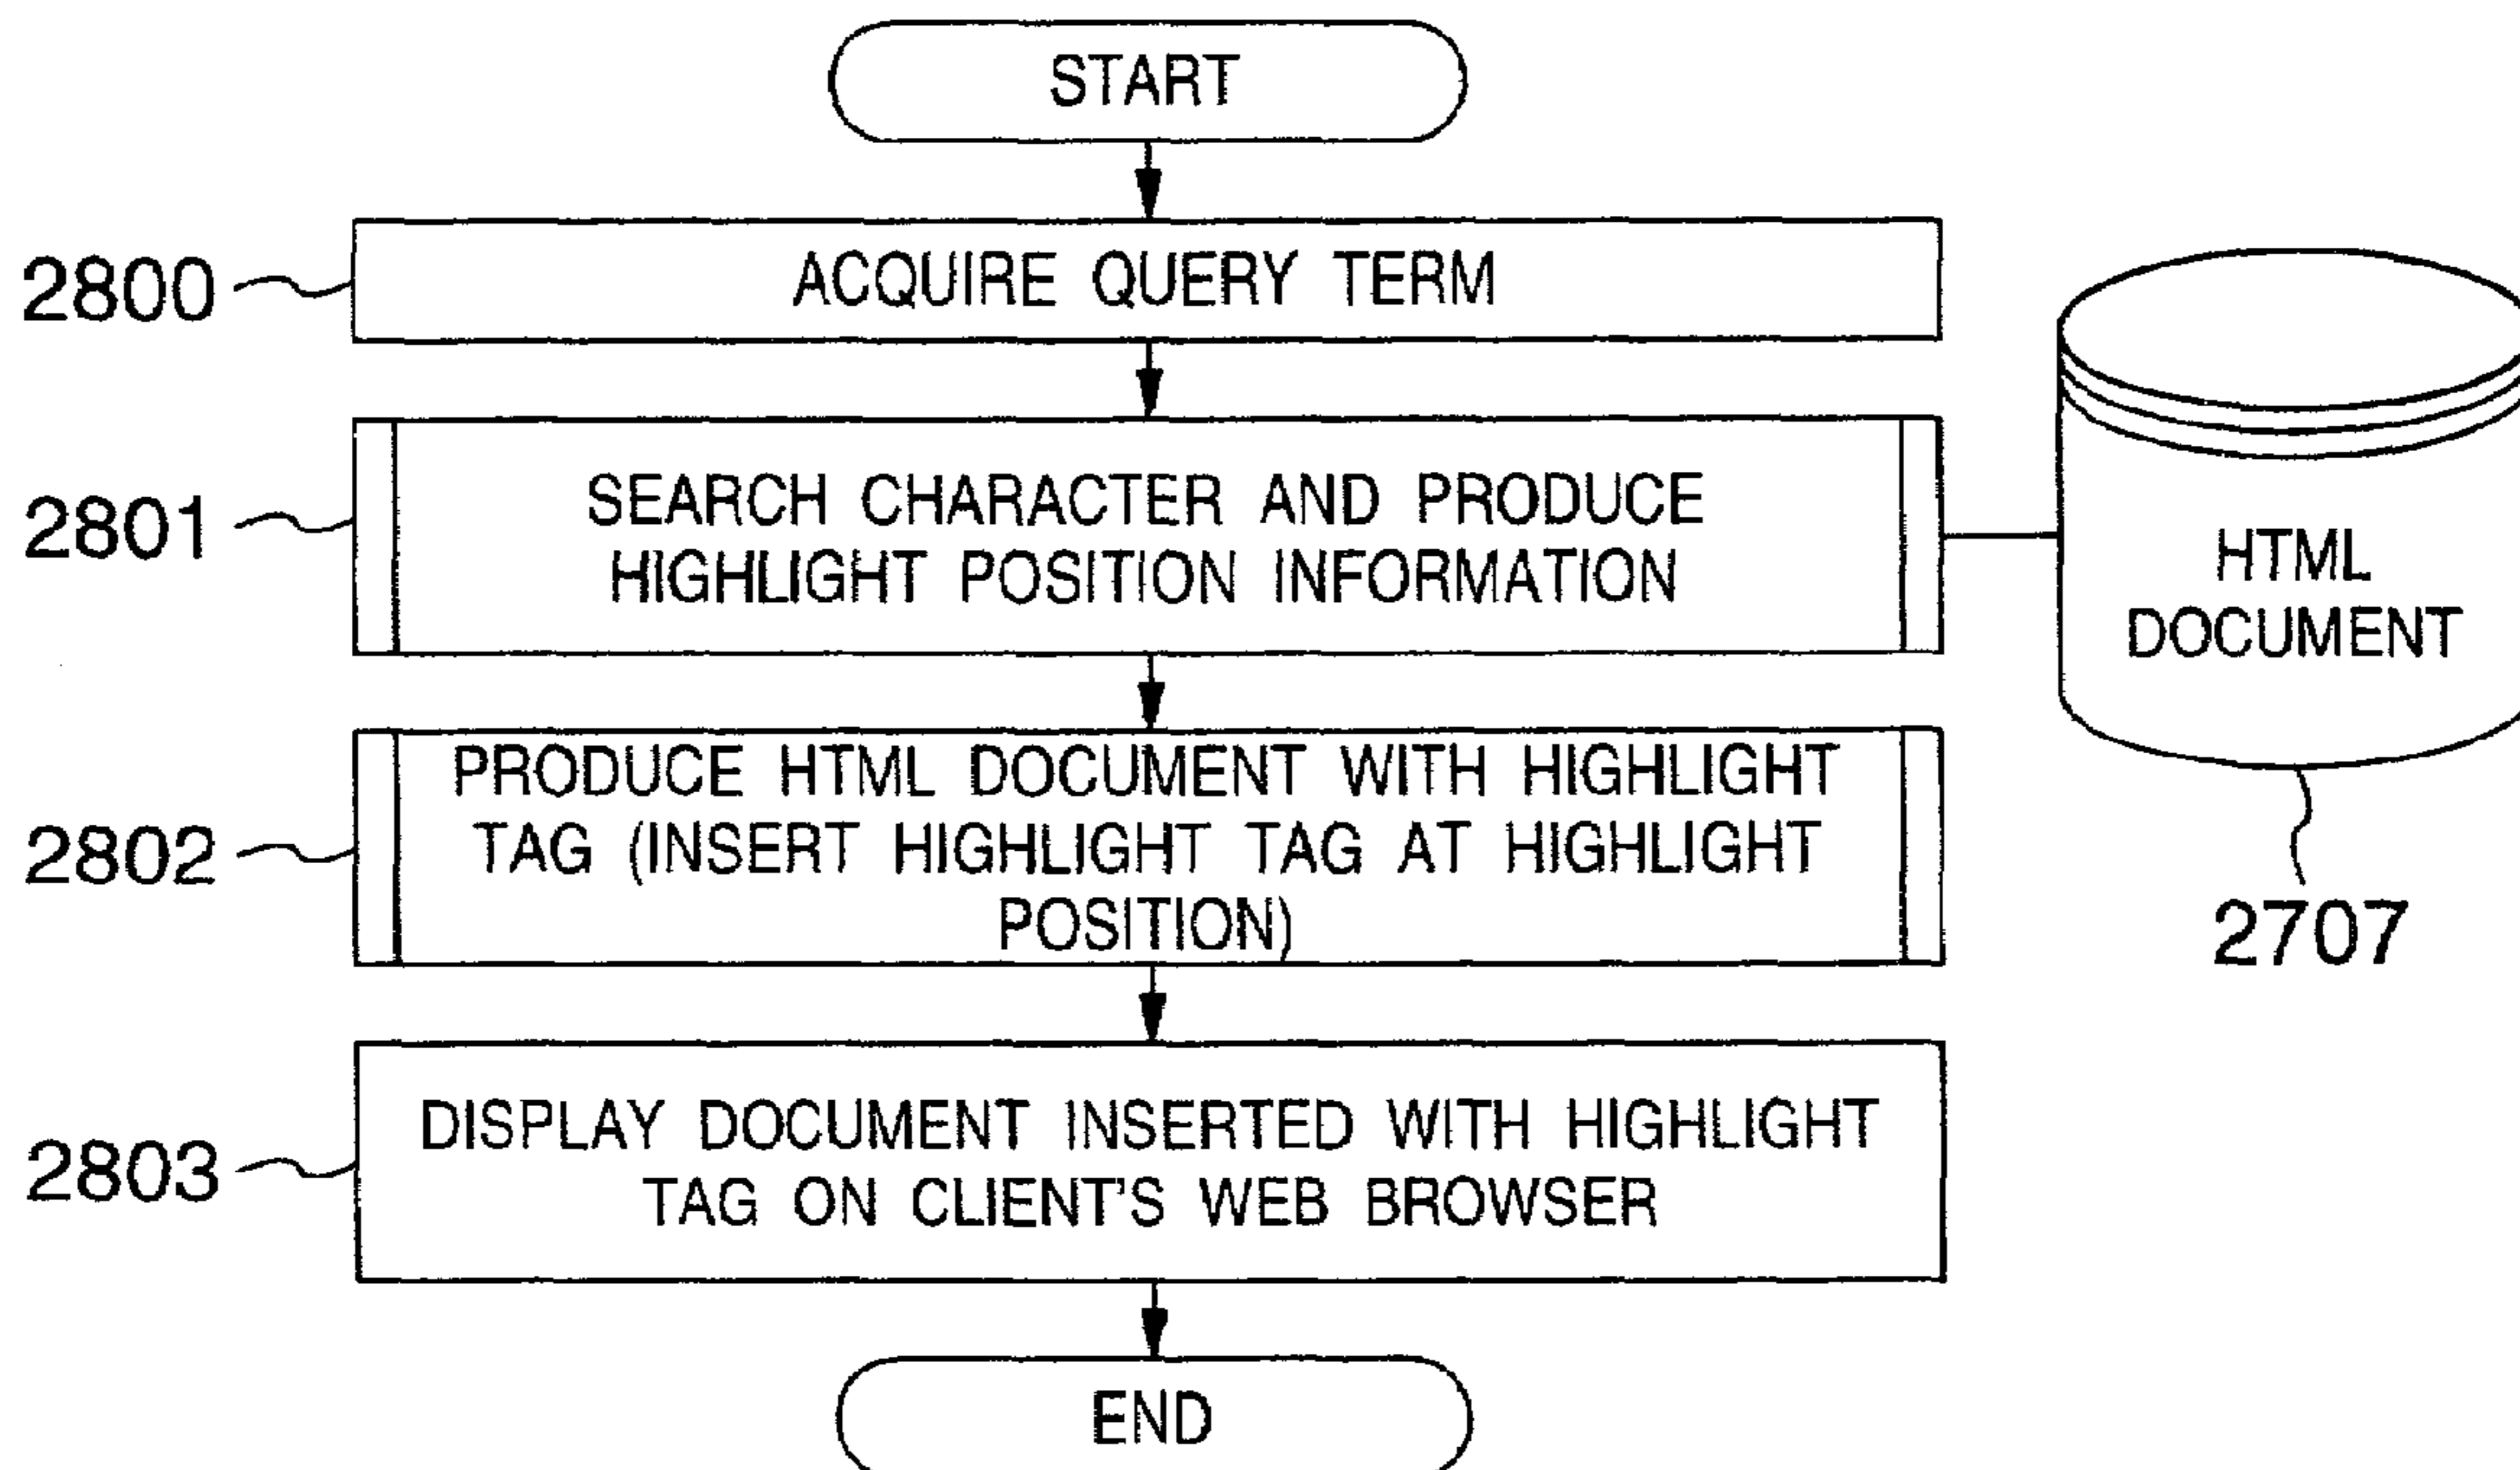 START
2800
ACQUIRE QUERY TERM
2801
SEARCH CHARACTER AND PRODUCE
HIGHLIGHT POSITION INFORMATION
HTML
DOCUMENT
2707
2802
PRODUCE HTML DOCUMENT WITH HIGHLIGHT
TAG (INSERT HIGHLIGHT TAG AT HIGHLIGHT
POSITION)
2803
DISPLAY DOCUMENT INSERTED WITH HIGHLIGHT
TAG ON CLIENT'S WEB BROWSER
END